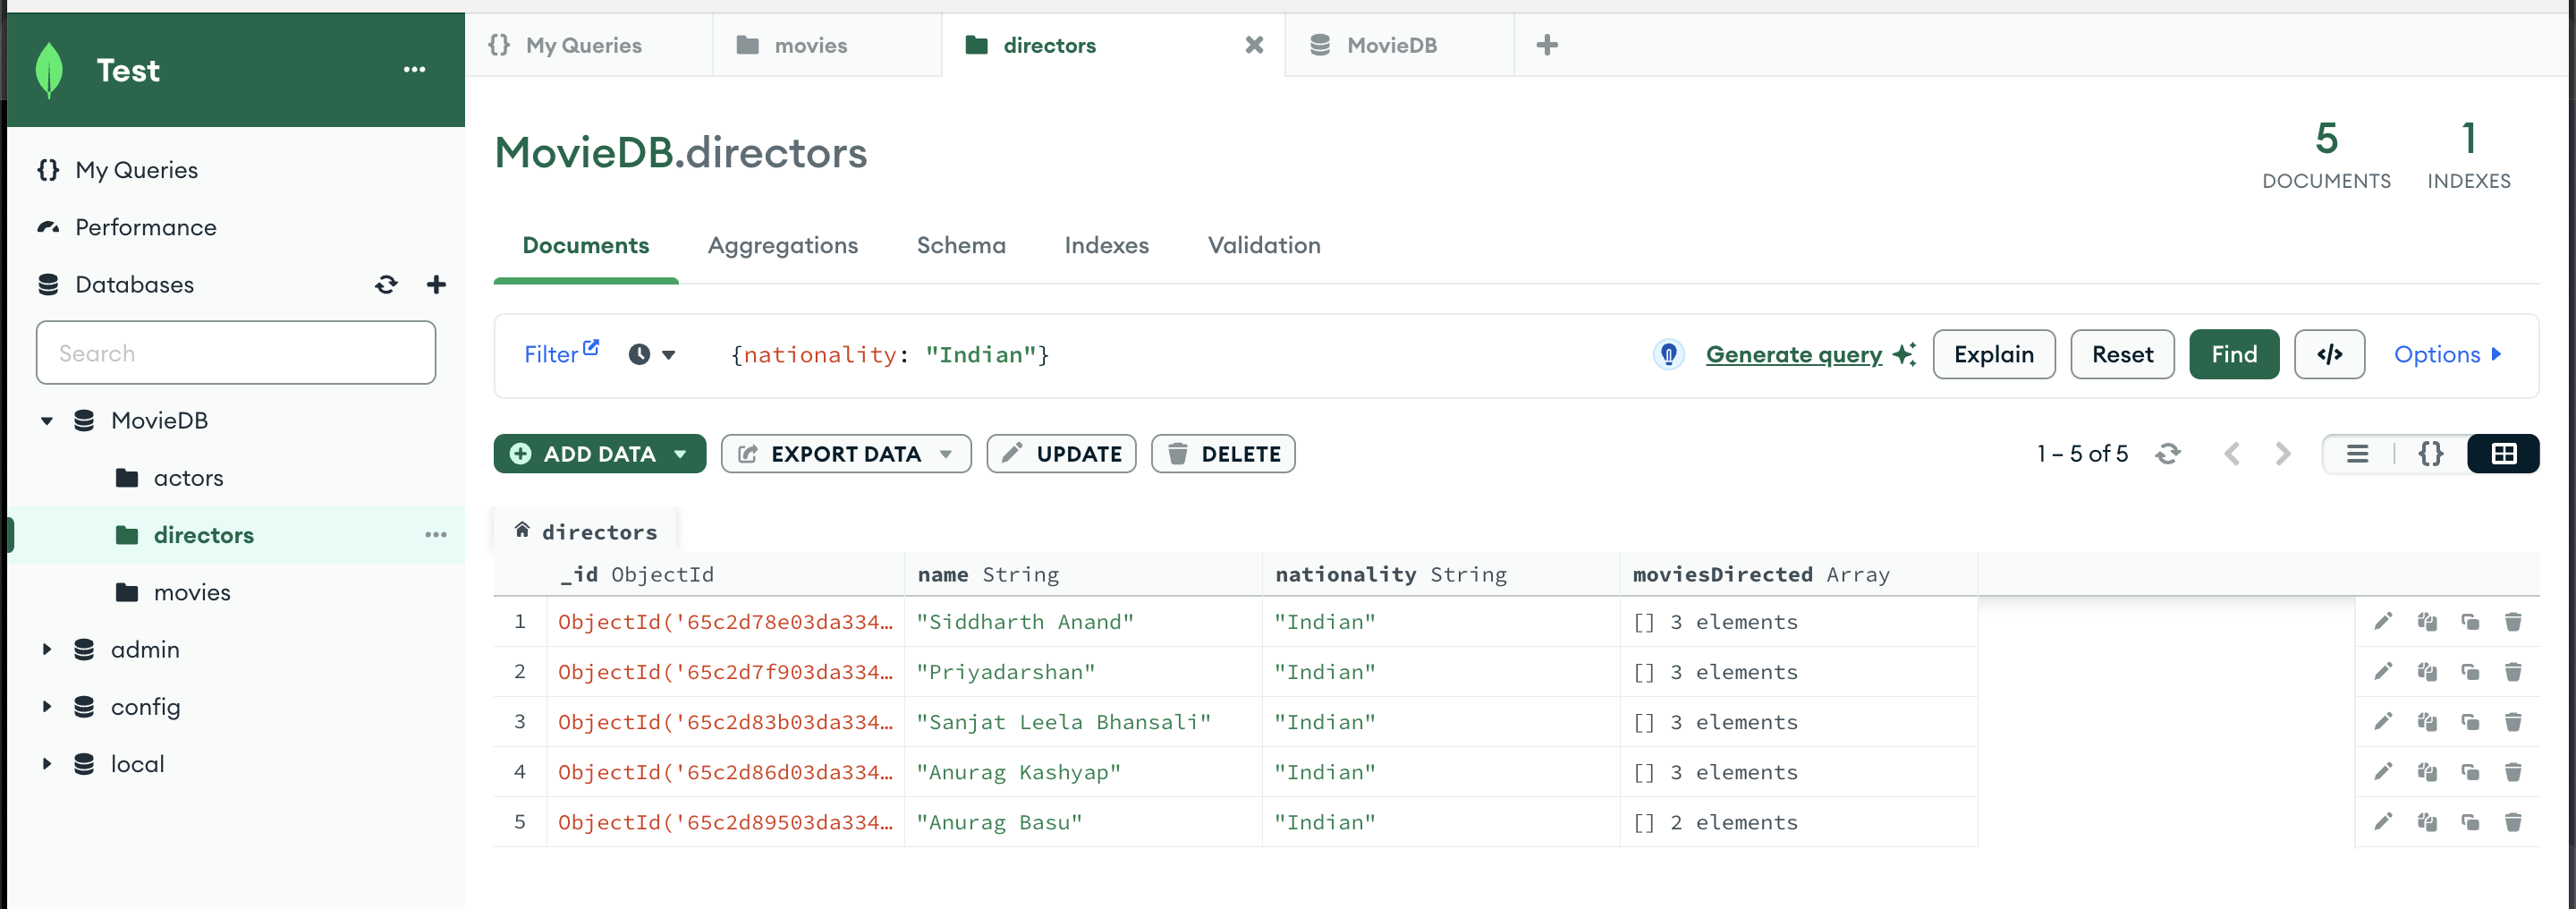 Test
My Queries
Performance
Databases
Search
MovieDB
actors
directors
movies
admin
config
local
{} My Queries
movies
directors
MovieDB
MovieDB.directors
5
DOCUMENTS
1
INDEXES
Documents Aggregations Schema Indexes Validation
Filter {nationality: "Indian"} Generate query Explain Reset Find </> Options
ADD DATA EXPORT DATA UPDATE DELETE 1 – 5 of 5 {}
directors
_id ObjectId name String nationality String moviesDirected Array
1 ObjectId('65c2d78e03da334… "Siddharth Anand" "Indian" [] 3 elements
2 ObjectId('65c2d7f903da334… "Priyadarshan" "Indian" [] 3 elements
3 ObjectId('65c2d83b03da334… "Sanjat Leela Bhansali" "Indian" [] 3 elements
4 ObjectId('65c2d86d03da334… "Anurag Kashyap" "Indian" [] 3 elements
5 ObjectId('65c2d89503da334… "Anurag Basu" "Indian" [] 2 elements